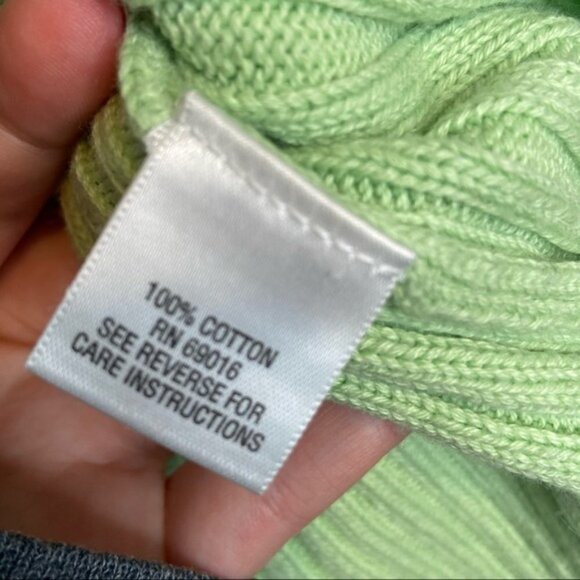 100% COTTON
RN 69016
SEE REVERSE FOR
CARE INSTRUCTIONS